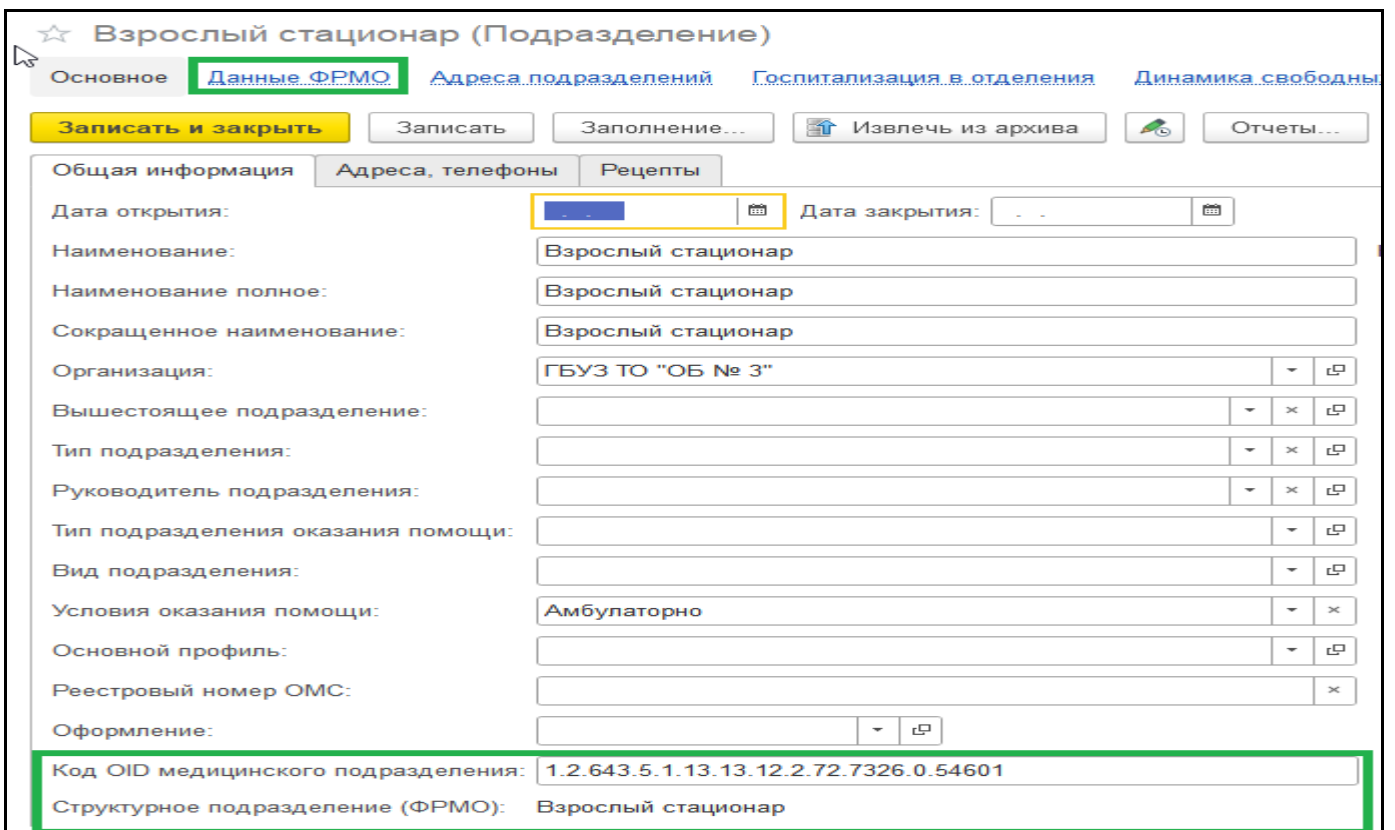 Взрослый стационар (Подразделение)
Основное Данные ФРМО Адреса подразделений Госпитализация в отделения Динамика свободны
Записать и закрыть Записать Заполнение... Извлечь из архива Отчеты...
Общая информация Адреса, телефоны Рецепты
Дата открытия: . . Дата закрытия: . .
Наименование: Взрослый стационар
Наименование полное: Взрослый стационар
Сокращенное наименование: Взрослый стационар
Организация: ГБУЗ ТО "ОБ № 3"
Вышестоящее подразделение:
Тип подразделения:
Руководитель подразделения:
Тип подразделения оказания помощи:
Вид подразделения:
Условия оказания помощи: Амбулаторно
Основной профиль:
Реестровый номер ОМС:
Оформление:
Код OID медицинского подразделения: 1.2.643.5.1.13.13.12.2.72.7326.0.54601
Структурное подразделение (ФРМО): Взрослый стационар